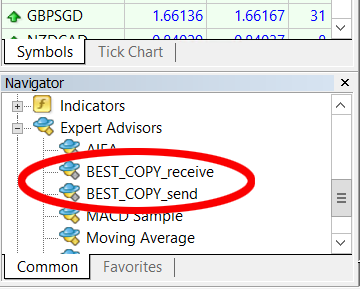 GBPSGD 1.66136 1.66167 31
Symbols Tick Chart
Navigator
Indicators
Expert Advisors
BEST_COPY_receive
BEST_COPY_send
MACD Sample
Moving Average
Common Favorites